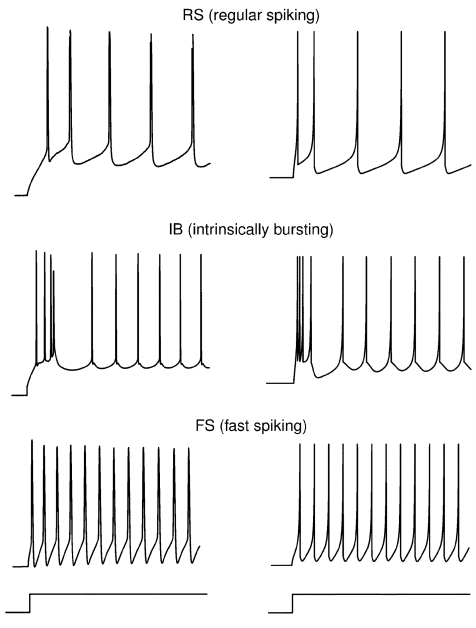 RS (regular spiking)
IB (intrinsically bursting)
FS (fast spiking)